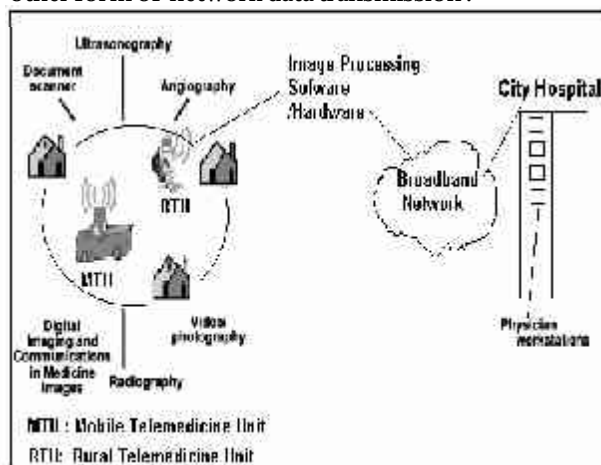 other form of network data transmission.
Ultrasonography
Document
scanner
Angiography
Image Processing
Sofware
/Hardware
City Hospital
RTU
Broadband
Network
MTU
Digital
Imaging and
Communications
in Medicine
Images
Video
photography
Radiography
Physician
workstations
MTU : Mobile Telemedicine Unit
RTU: Rural Telemedicine Unit